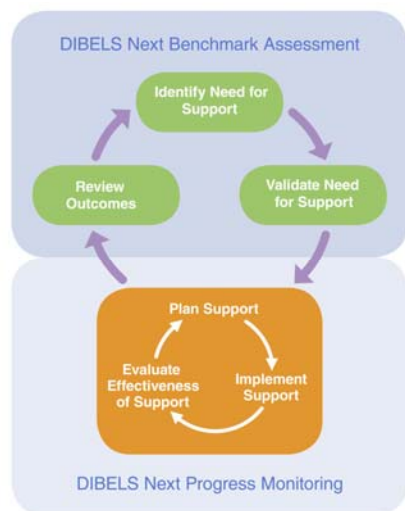 DIBELS Next Benchmark Assessment
Identify Need for
Support
Review
Outcomes
Validate Need
for Support
Plan Support
Evaluate
Effectiveness
of Support
Implement
Support
DIBELS Next Progress Monitoring